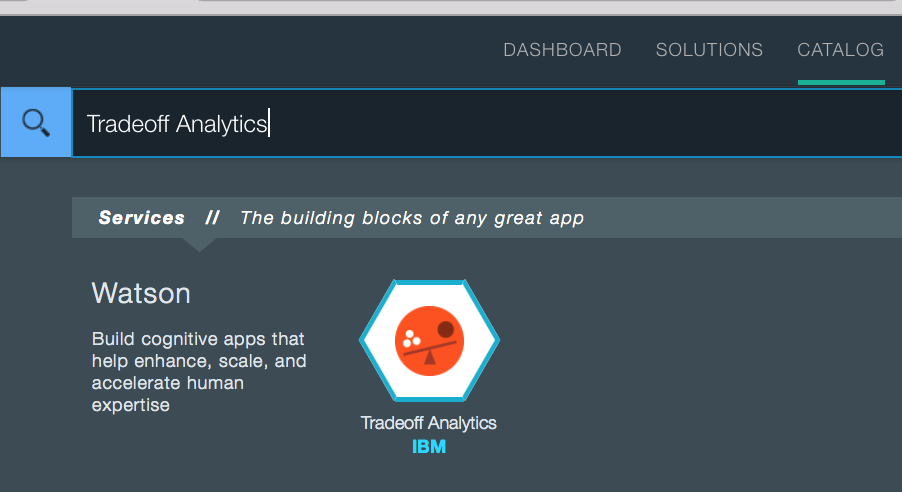 DASHBOARD SOLUTIONS CATALOG
Tradeoff Analytics
Services // The building blocks of any great app
Watson
Build cognitive apps that
help enhance, scale, and
accelerate human
expertise
Tradeoff Analytics
IBM